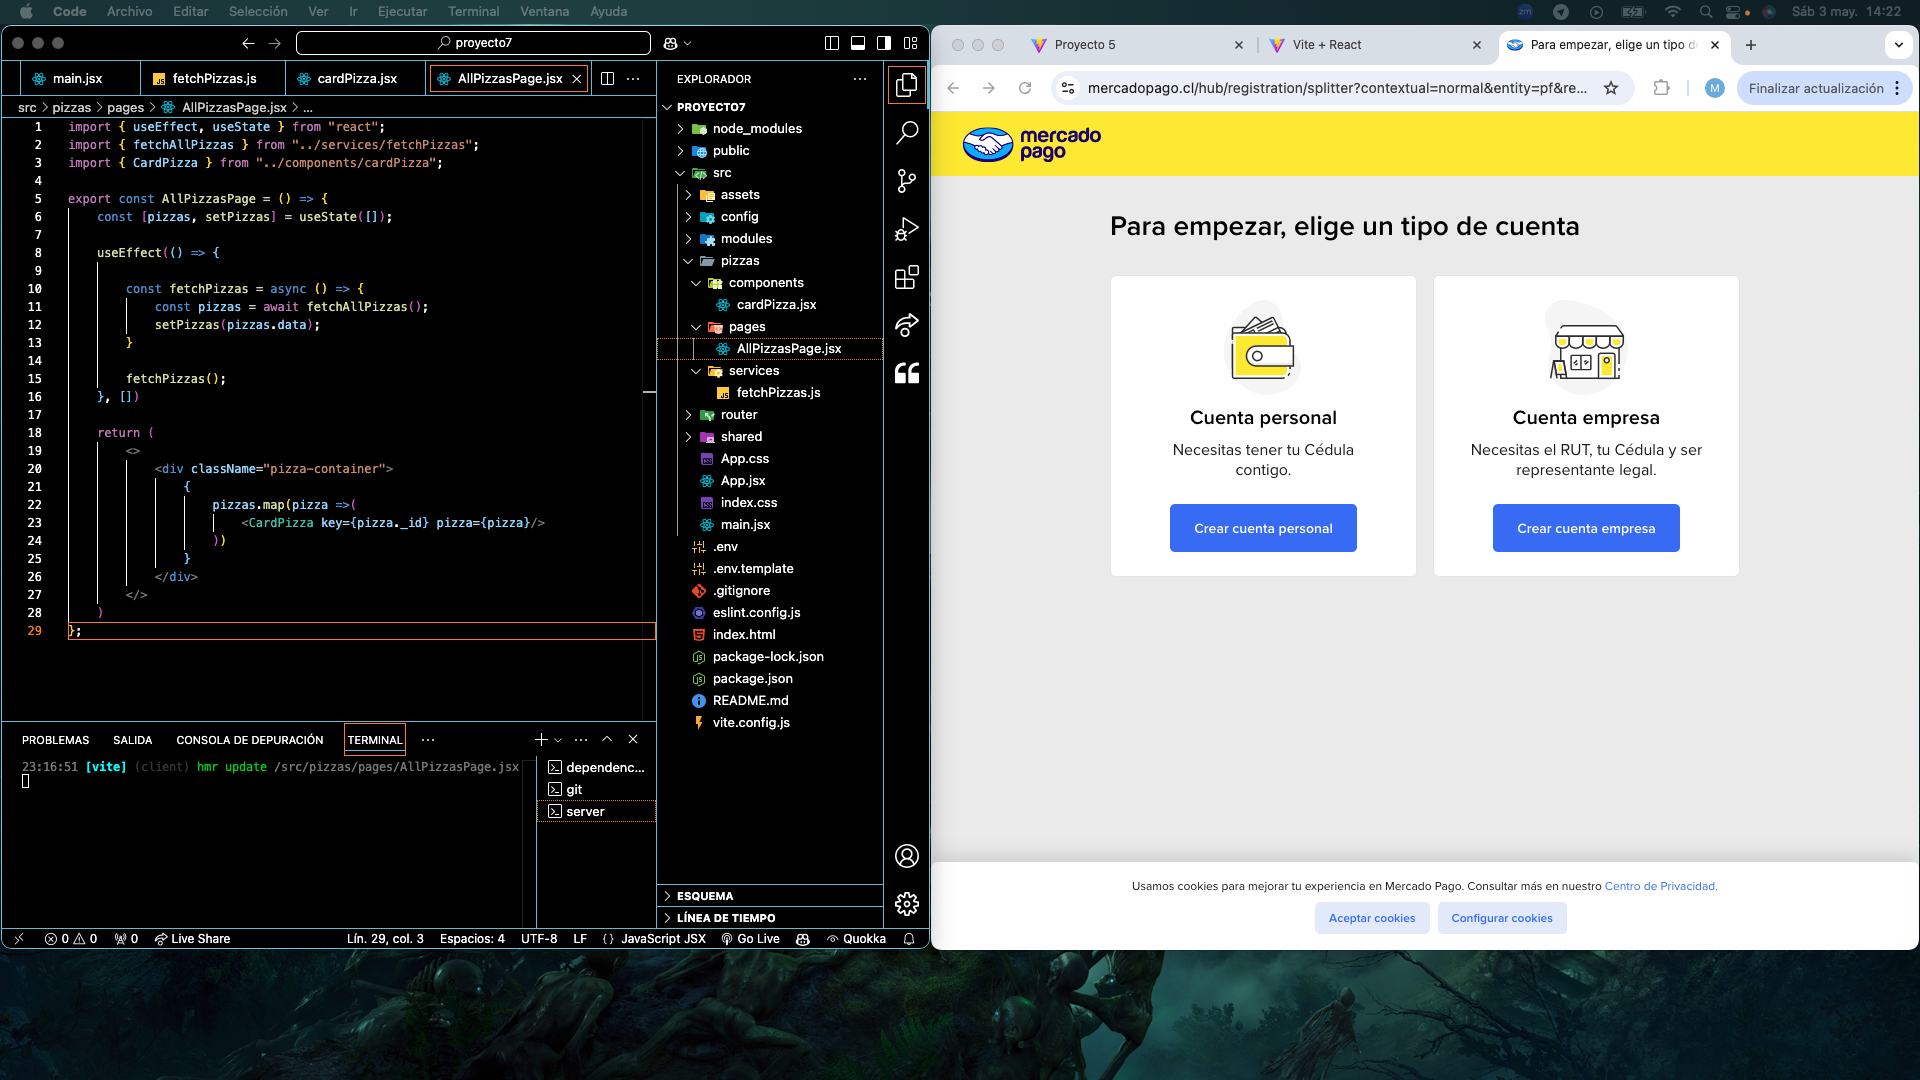 Code Archivo Editar Selección Ver Ir Ejecutar Terminal Ventana Ayuda
zm Sáb 3 may. 14:22
proyecto7
main.jsx fetchPizzas.js cardPizza.jsx AllPizzasPage.jsx
src > pizzas > pages > AllPizzasPage.jsx > ...
1 import { useEffect, useState } from "react";
2 import { fetchAllPizzas } from "../services/fetchPizzas";
3 import { CardPizza } from "../components/cardPizza";
4
5 export const AllPizzasPage = () => {
6 const [pizzas, setPizzas] = useState([]);
7
8 useEffect(() => {
9
10 const fetchPizzas = async () => {
11 const pizzas = await fetchAllPizzas();
12 setPizzas(pizzas.data);
13 }
14
15 fetchPizzas();
16 }, [])
17
18 return (
19 <>
20 <div className="pizza-container">
21 {
22 pizzas.map(pizza =>(
23 <CardPizza key={pizza._id} pizza={pizza}/>
24 ))
25 }
26 </div>
27 </>
28 )
29 };
PROBLEMAS SALIDA CONSOLA DE DEPURACIÓN TERMINAL
23:16:51 [vite] (client) hmr update /src/pizzas/pages/AllPizzasPage.jsx
dependenc...
git
server
EXPLORADOR
PROYECTO7
node_modules
public
src
assets
config
modules
pizzas
components
cardPizza.jsx
pages
AllPizzasPage.jsx
services
JS fetchPizzas.js
router
shared
App.css
App.jsx
index.css
main.jsx
.env
.env.template
.gitignore
eslint.config.js
index.html
package-lock.json
package.json
README.md
vite.config.js
ESQUEMA
LÍNEA DE TIEMPO
0 0 0 Live Share Lín. 29, col. 3 Espacios: 4 UTF-8 LF {} JavaScript JSX Go Live Quokka
Proyecto 5 Vite + React Para empezar, elige un tipo d
mercadopago.cl/hub/registration/splitter?contextual=normal&entity=pf&re... M Finalizar actualización
mercado
pago
Para empezar, elige un tipo de cuenta
Cuenta personal
Necesitas tener tu Cédula
contigo.
Crear cuenta personal
Cuenta empresa
Necesitas el RUT, tu Cédula y ser
representante legal.
Crear cuenta empresa
Usamos cookies para mejorar tu experiencia en Mercado Pago. Consultar más en nuestro Centro de Privacidad.
Aceptar cookies Configurar cookies